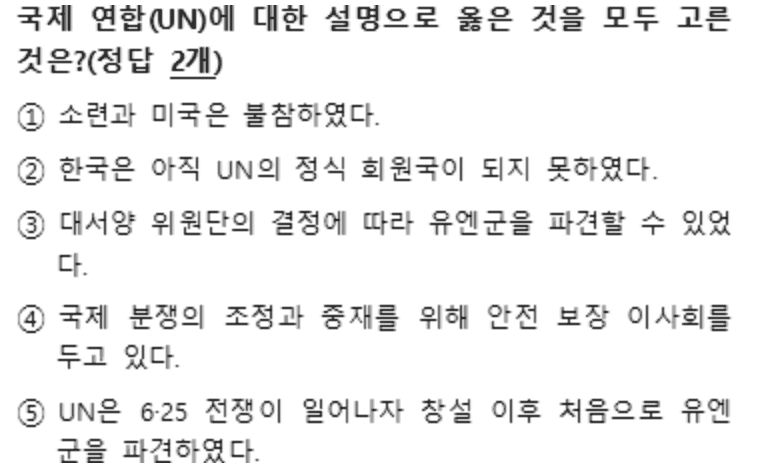 국제 연합(UN)에 대한 설명으로 옳은 것을 모두 고른
것은?(정답 2개)
① 소련과 미국은 불참하였다.
② 한국은 아직 UN의 정식 회원국이 되지 못하였다.
③ 대서양 위원단의 결정에 따라 유엔군을 파견할 수 있었
다.
④ 국제 분쟁의 조정과 중재를 위해 안전 보장 이사회를
두고 있다.
⑤ UN은 6·25 전쟁이 일어나자 창설 이후 처음으로 유엔
군을 파견하였다.